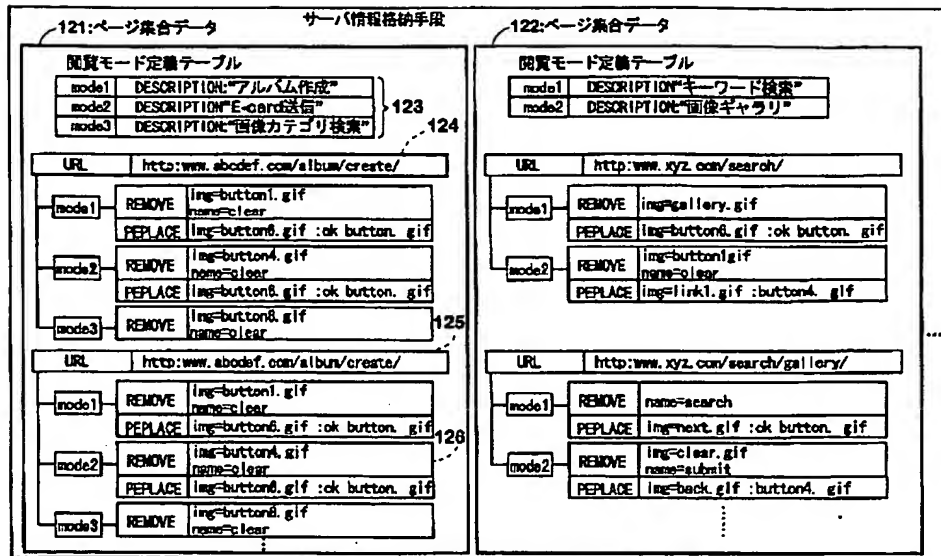 サーバ情報格納手段
121:ページ集合データ
閲覧モード定義テーブル
mode1 DESCRIPTION:"アルバム作成"
mode2 DESCRIPTION"E-card送信"
mode3 DESCRIPTION:"画像カテゴリ検索"
123
124
URL http:www.abcdef.com/album/create/
mode1 REMOVE img=button1.gif
name=clear
PEPLACE img=button6.gif :ok button. gif
mode2 REMOVE img=button4.gif
name=clear
PEPLACE img=button6.gif :ok button. gif
mode3 REMOVE img=button8.gif
name=clear
125
URL http:www.abcdef.com/album/create/
mode1 REMOVE img=button1.gif
name=clear
PEPLACE img=button6.gif :ok button. gif
126
mode2 REMOVE img=button4.gif
name=clear
PEPLACE img=button6.gif :ok button. gif
mode3 REMOVE img=button8.gif
name=clear
122:ページ集合データ
閲覧モード定義テーブル
mode1 DESCRIPTION"キーワード検索"
mode2 DESCRIPTION:"画像ギャラリ"
URL http:www.xyz.com/search/
mode1 REMOVE img=gallery.gif
PEPLACE img=button6.gif :ok button. gif
mode2 REMOVE img=button1gif
name=clear
PEPLACE img=link1.gif :button4. gif
URL http:www.xyz.com/search/gallery/
mode1 REMOVE name=search
PEPLACE img=next.gif :ok button. gif
mode2 REMOVE img=clear.gif
name=submit
PEPLACE img=back.gif :button4. gif